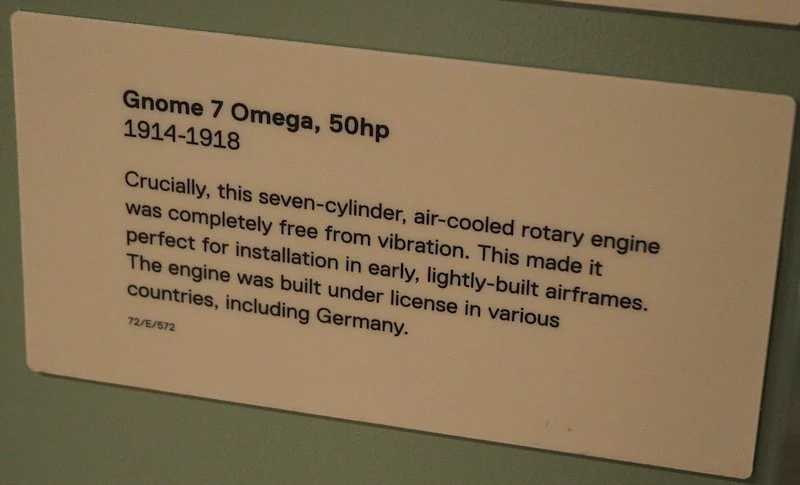 Gnome 7 Omega, 50hp
1914-1918
Crucially, this seven-cylinder, air-cooled rotary engine
was completely free from vibration. This made it
perfect for installation in early, lightly-built airframes.
The engine was built under license in various
countries, including Germany.
72/E/572